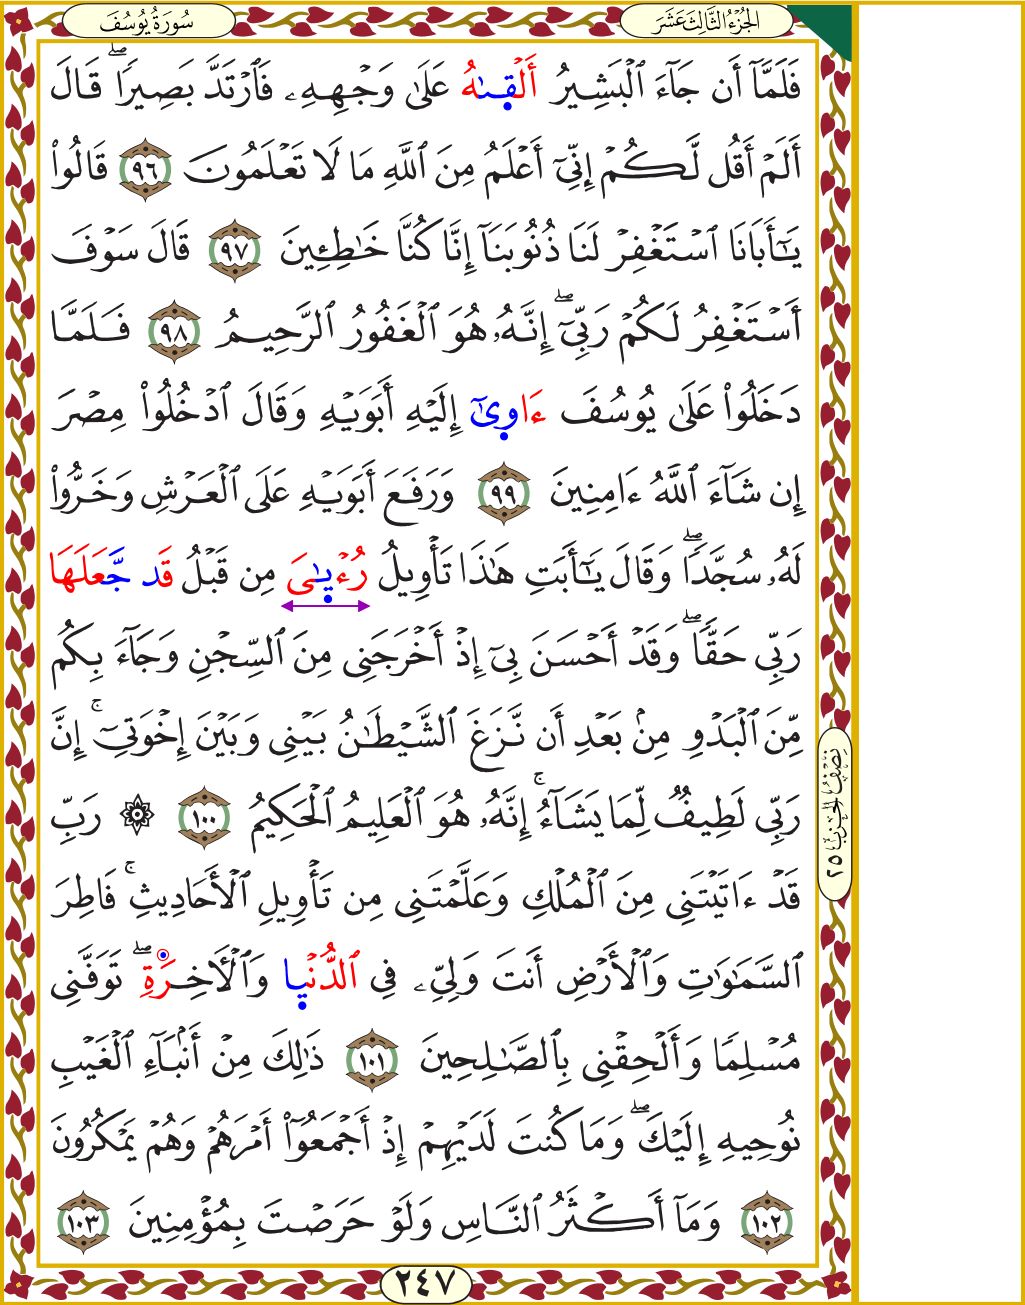 الجُزْءُ الثَّالِثَ عَشَرَ
سُورَةُ يُوسُفَ
فَلَمَّآ أَن جَآءَ ٱلْبَشِيرُ أَلْقىٰهُ عَلَىٰ وَجْهِهِۦ فَٱرْتَدَّ بَصِيرًاۖ قَالَ
أَلَمْ أَقُل لَّكُمْ إِنِّىٓ أَعْلَمُ مِنَ ٱللَّهِ مَا لَا تَعْلَمُونَ ٩٦ قَالُوا۟
يَٰٓأَبَانَا ٱسْتَغْفِرْ لَنَا ذُنُوبَنَآ إِنَّا كُنَّا خَٰطِـِٔينَ ٩٧ قَالَ سَوْفَ
أَسْتَغْفِرُ لَكُمْ رَبِّىٓۖ إِنَّهُۥ هُوَ ٱلْغَفُورُ ٱلرَّحِيمُ ٩٨ فَلَمَّا
دَخَلُوا۟ عَلَىٰ يُوسُفَ ءَاوِىٰٓ إِلَيْهِ أَبَوَيْهِ وَقَالَ ٱدْخُلُوا۟ مِصْرَ
إِن شَآءَ ٱللَّهُ ءَامِنِينَ ٩٩ وَرَفَعَ أَبَوَيْهِ عَلَى ٱلْعَرْشِ وَخَرُّوا۟
لَهُۥ سُجَّدًاۖ وَقَالَ يَٰٓأَبَتِ هَٰذَا تَأْوِيلُ رُءْيٰىَ مِن قَبْلُ قَد جَّعَلَهَا
رَبِّى حَقًّاۖ وَقَدْ أَحْسَنَ بِىٓ إِذْ أَخْرَجَنِى مِنَ ٱلسِّجْنِ وَجَآءَ بِكُم
مِّنَ ٱلْبَدْوِ مِنۢ بَعْدِ أَن نَّزَغَ ٱلشَّيْطَٰنُ بَيْنِى وَبَيْنَ إِخْوَتِىٓۚ إِنَّ
رَبِّى لَطِيفٌ لِّمَا يَشَآءُۚ إِنَّهُۥ هُوَ ٱلْعَلِيمُ ٱلْحَكِيمُ ١٠٠ ۞ رَبِّ
قَدْ ءَاتَيْتَنِى مِنَ ٱلْمُلْكِ وَعَلَّمْتَنِى مِن تَأْوِيلِ ٱلْأَحَادِيثِۚ فَاطِرَ
ٱلسَّمَٰوَٰتِ وَٱلْأَرْضِ أَنتَ وَلِىِّۦ فِى ٱلدُّنْيا وَٱلْـَٔاخِرَةِۖ تَوَفَّنِى
مُسْلِمًا وَأَلْحِقْنِى بِٱلصَّٰلِحِينَ ١٠١ ذَٰلِكَ مِنْ أَنۢبَآءِ ٱلْغَيْبِ
نُوحِيهِ إِلَيْكَۖ وَمَا كُنتَ لَدَيْهِمْ إِذْ أَجْمَعُوٓا۟ أَمْرَهُمْ وَهُمْ يَمْكُرُونَ
١٠٢ وَمَآ أَكْثَرُ ٱلنَّاسِ وَلَوْ حَرَصْتَ بِمُؤْمِنِينَ ١٠٣
نِصْفُ الحِزْبِ ٢٥
٢٤٧